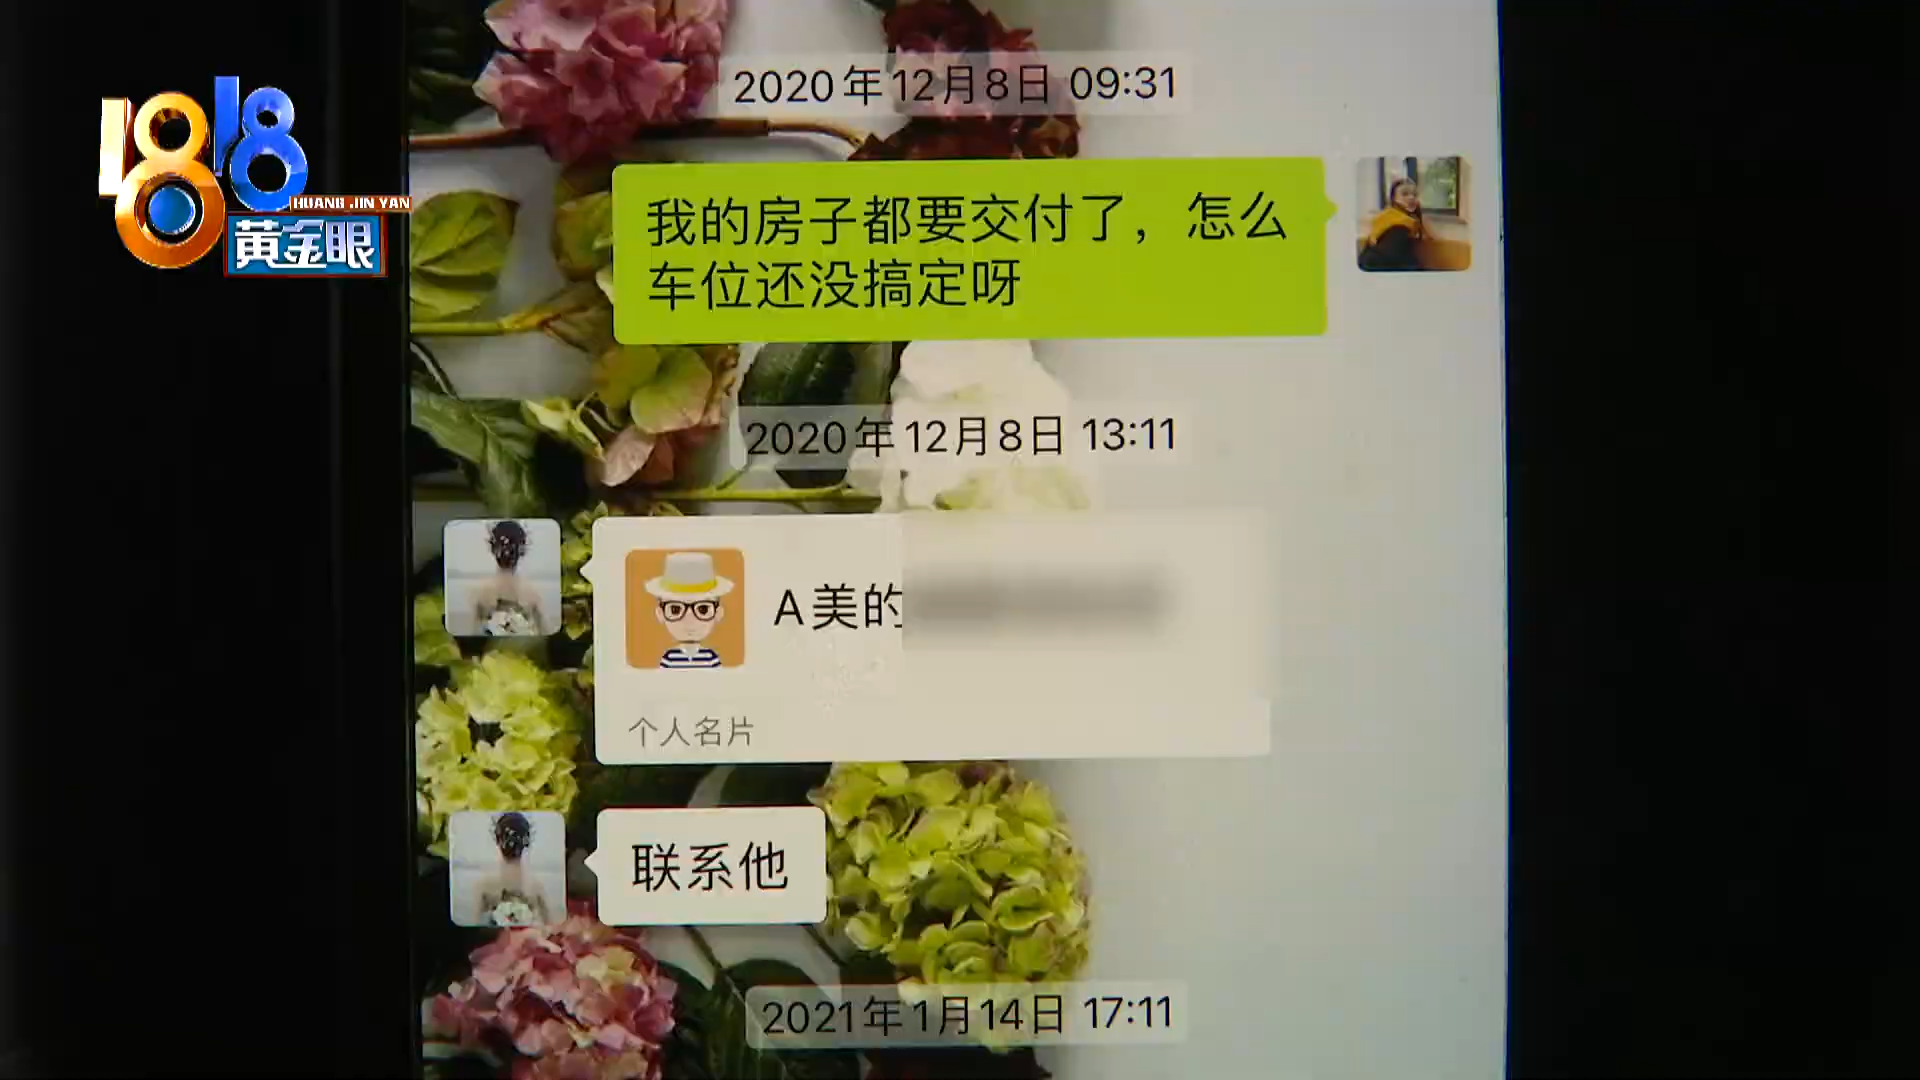 1818
HUANG JIN YAN
黄金眼
2020年12月8日 09:31
我的房子都要交付了，怎么
车位还没搞定呀
2020年12月8日 13:11
A美的
个人名片
联系他
2021年1月14日 17:11